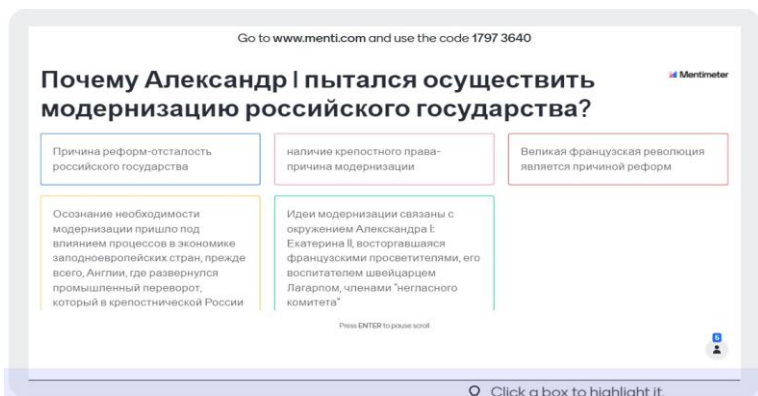 Go to www.menti.com and use the code 1797 3640
Mentimeter
Почему Александр I пытался осуществить
модернизацию российского государства?
Причина реформ-отсталость
российского государства
наличие крепостного права-
причина модернизации
Великая французская революция
является причиной реформ
Осознание необходимости
модернизации пришло под
влиянием процессов в экономике
заподноевропейских стран, прежде
всего, Англии, где развернулся
промышленный переворот,
который в крепостнической России
Идеи модернизации связаны с
окружением Алекскандра I:
Екатерина II, восторгавшаяся
французскими просветителями, его
воспитателем швейцарцем
Лагарпом, членами "негласного
комитета"
Press ENTER to pause scroll
5
Click a box to highlight it.